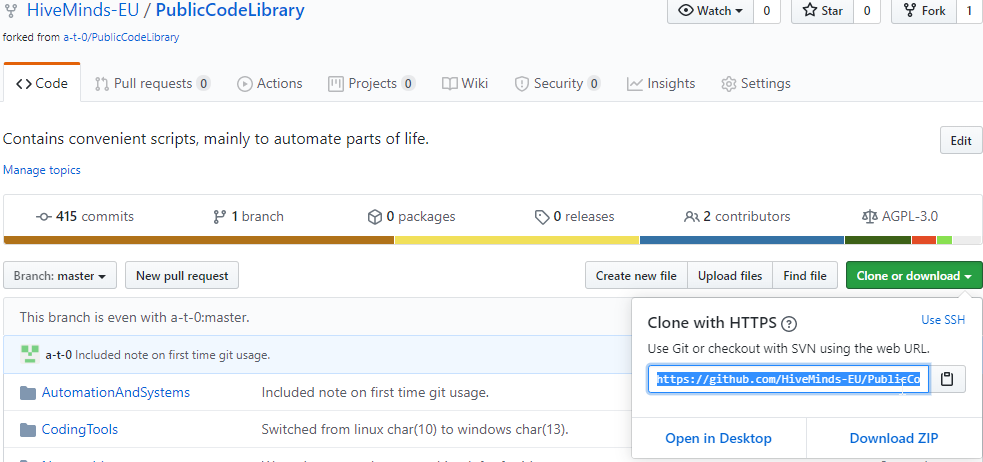 HiveMinds-EU / PublicCodeLibrary
Watch 0 Star 0 Fork 1
forked from a-t-0/PublicCodeLibrary
Code Pull requests 0 Actions Projects 0 Wiki Security 0 Insights Settings
Contains convenient scripts, mainly to automate parts of life.
Edit
Manage topics
415 commits 1 branch 0 packages 0 releases 2 contributors AGPL-3.0
Branch: master New pull request Create new file Upload files Find file Clone or download
This branch is even with a-t-0:master.
a-t-0 Included note on first time git usage.
AutomationAndSystems Included note on first time git usage.
CodingTools Switched from linux char(10) to windows char(13).
Clone with HTTPS ?
Use SSH
Use Git or checkout with SVN using the web URL.
https://github.com/HiveMinds-EU/PublicCo
Open in Desktop Download ZIP